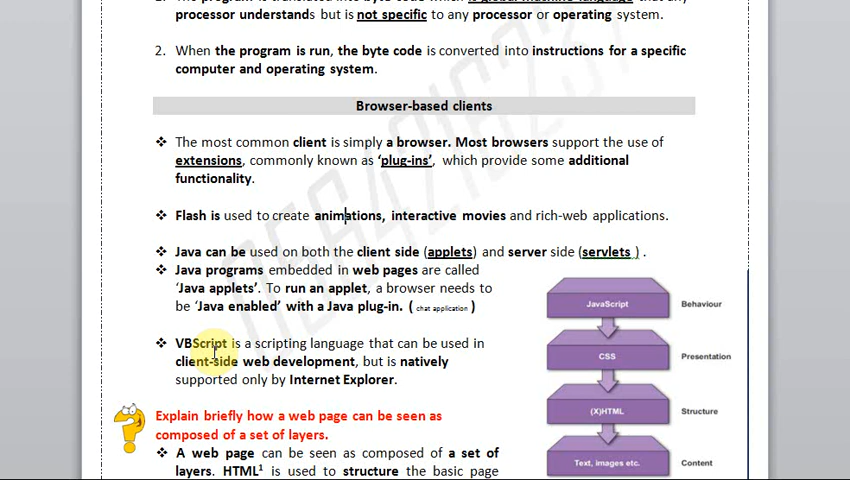 processor understands but is not specific to any processor or operating system.
2. When the program is run, the byte code is converted into instructions for a specific
computer and operating system.
Browser-based clients
❖ The most common client is simply a browser. Most browsers support the use of
extensions, commonly known as ‘plug-ins’, which provide some additional
functionality.
❖ Flash is used to create animations, interactive movies and rich-web applications.
❖ Java can be used on both the client side (applets) and server side (servlets ) .
❖ Java programs embedded in web pages are called
‘Java applets’. To run an applet, a browser needs to
be ‘Java enabled’ with a Java plug-in. ( chat application )
❖ VBScript is a scripting language that can be used in
client-side web development, but is natively
supported only by Internet Explorer.
JavaScript Behaviour
CSS Presentation
(X)HTML Structure
Text, images etc. Content
Explain briefly how a web page can be seen as
composed of a set of layers.
❖ A web page can be seen as composed of a set of
layers. HTML1 is used to structure the basic page